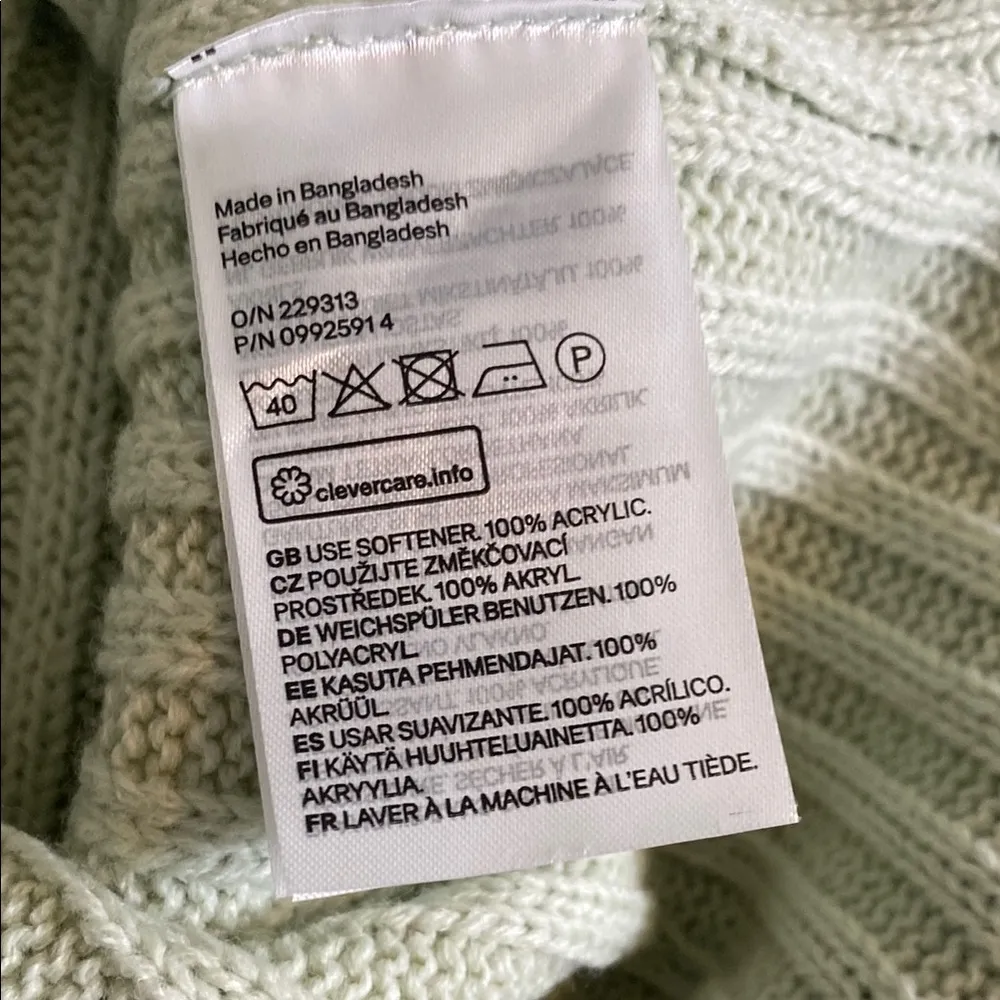 Made in Bangladesh
Fabriqué au Bangladesh
Hecho en Bangladesh
O/N 229313
P/N 0992591 4
40 P
clevercare.info
GB USE SOFTENER. 100% ACRYLIC.
CZ POUŽIJTE ZMĚKČOVACÍ
PROSTŘEDEK. 100% AKRYL
DE WEICHSPÜLER BENUTZEN. 100%
POLYACRYL.
EE KASUTA PEHMENDAJAT. 100%
AKRÜÜL.
ES USAR SUAVIZANTE. 100% ACRÍLICO.
FI KÄYTÄ HUUHTELUAINETTA. 100%
AKRYYLIA.
FR LAVER À LA MACHINE À L'EAU TIÈDE.